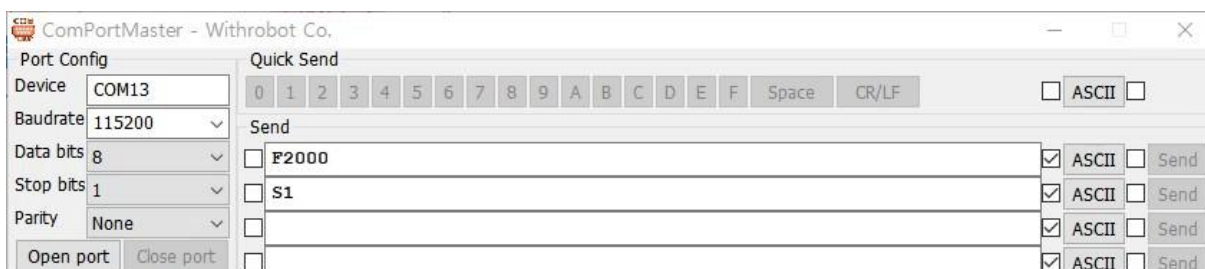 COM ComPortMaster - Withrobot Co.
Port Config
Device COM13
Baudrate 115200
Data bits 8
Stop bits 1
Parity None
Open port Close port
Quick Send
0 1 2 3 4 5 6 7 8 9 A B C D E F Space CR/LF ASCII
Send
F2000 ASCII Send
S1 ASCII Send
ASCII Send
ASCII Send